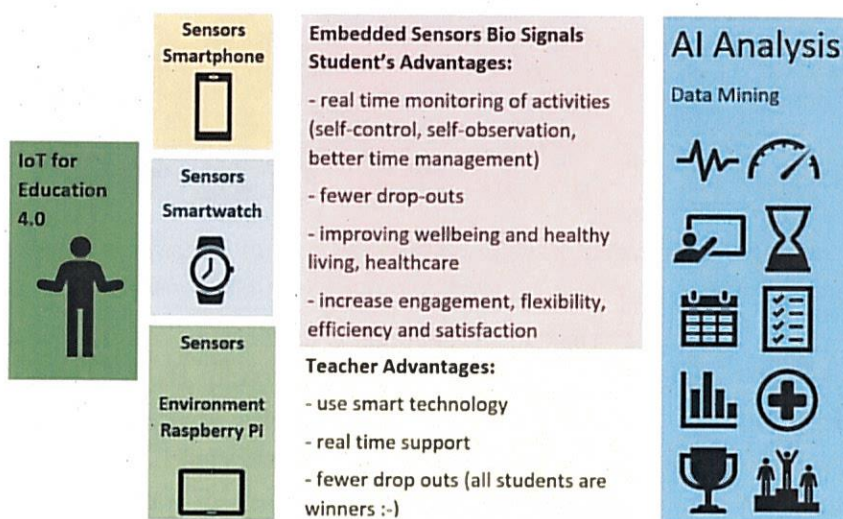 IoT for
Education
4.0
Sensors
Smartphone
Sensors
Smartwatch
Sensors
Environment
Raspberry Pi
Embedded Sensors Bio Signals
Student's Advantages:
- real time monitoring of activities
(self-control, self-observation,
better time management)
- fewer drop-outs
- improving wellbeing and healthy
living, healthcare
- increase engagement, flexibility,
efficiency and satisfaction
Teacher Advantages:
- use smart technology
- real time support
- fewer drop outs (all students are
winners :-)
AI Analysis
Data Mining